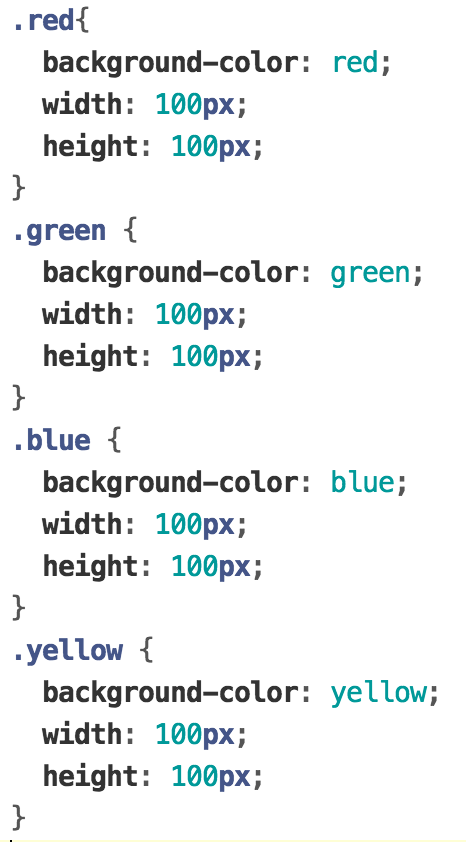 .red{
  background-color: red;
  width: 100px;
  height: 100px;
}
.green {
  background-color: green;
  width: 100px;
  height: 100px;
}
.blue {
  background-color: blue;
  width: 100px;
  height: 100px;
}
.yellow {
  background-color: yellow;
  width: 100px;
  height: 100px;
}